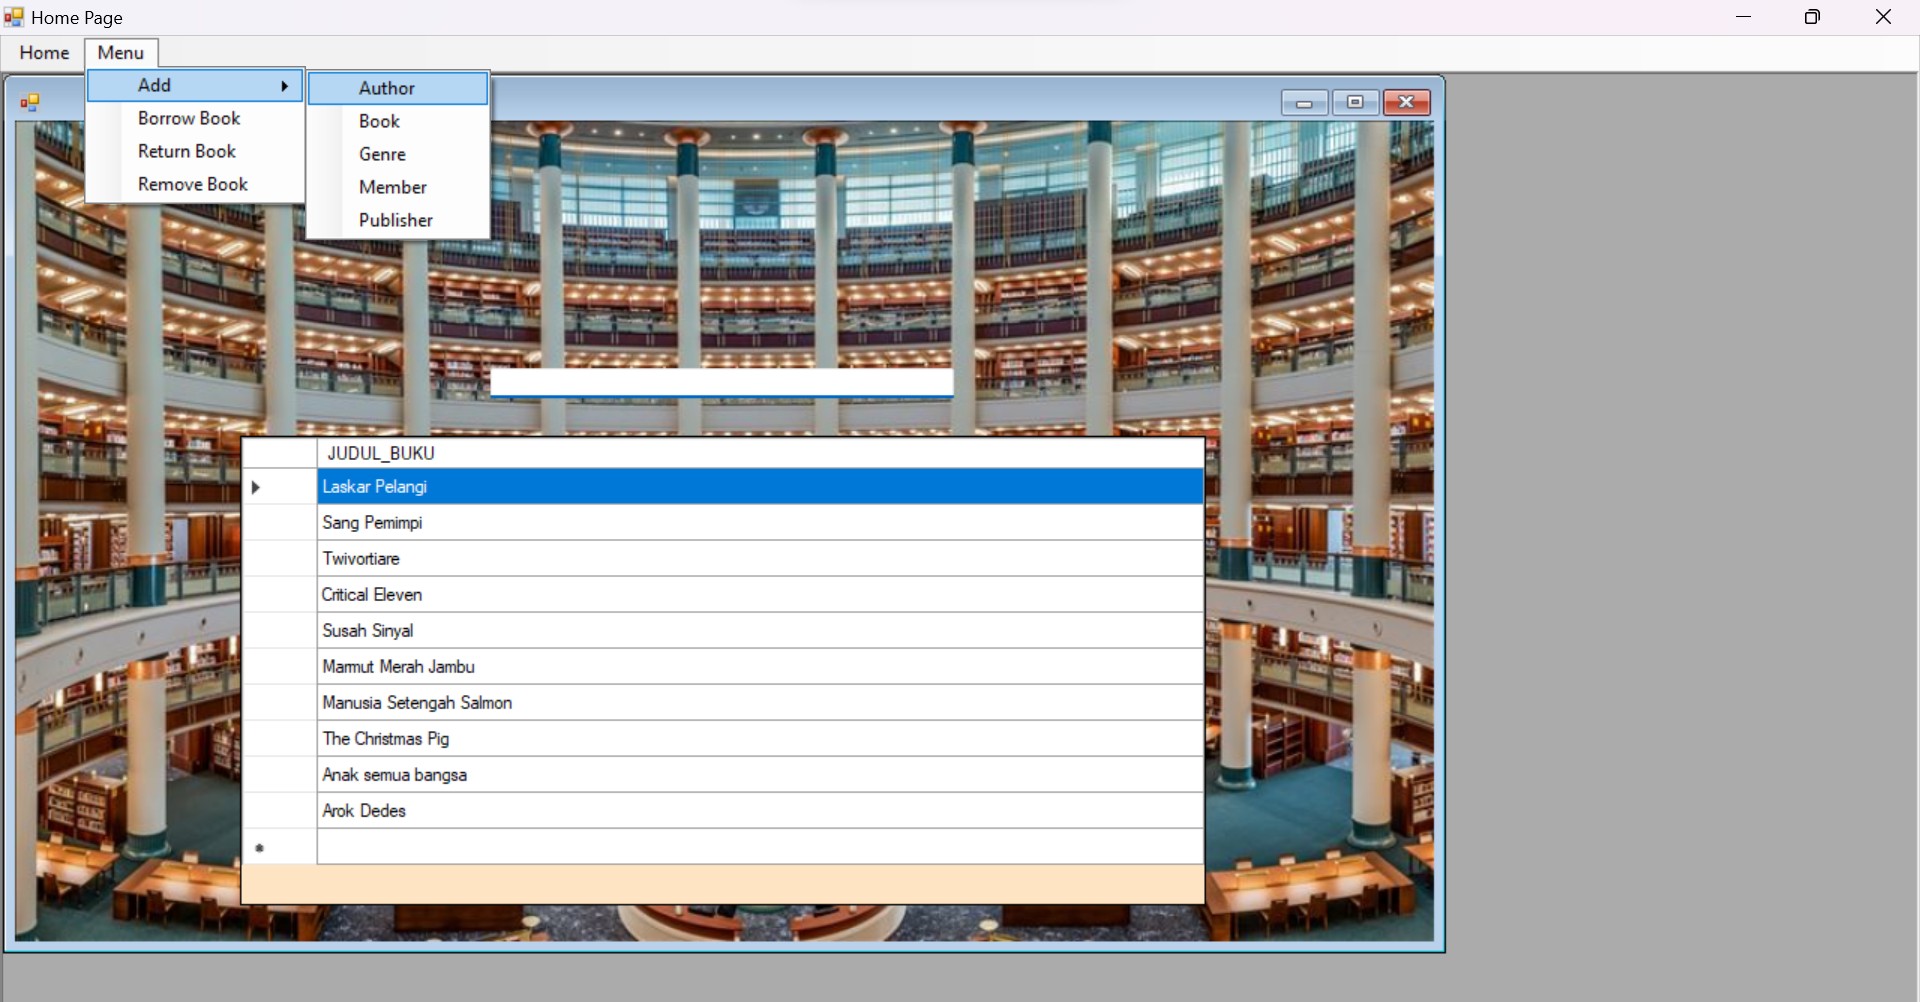 Home Page
Home Menu
Add
Borrow Book
Return Book
Remove Book
Author
Book
Genre
Member
Publisher
JUDUL_BUKU
Laskar Pelangi
Sang Pemimpi
Twivortiare
Critical Eleven
Susah Sinyal
Marmut Merah Jambu
Manusia Setengah Salmon
The Christmas Pig
Anak semua bangsa
Arok Dedes